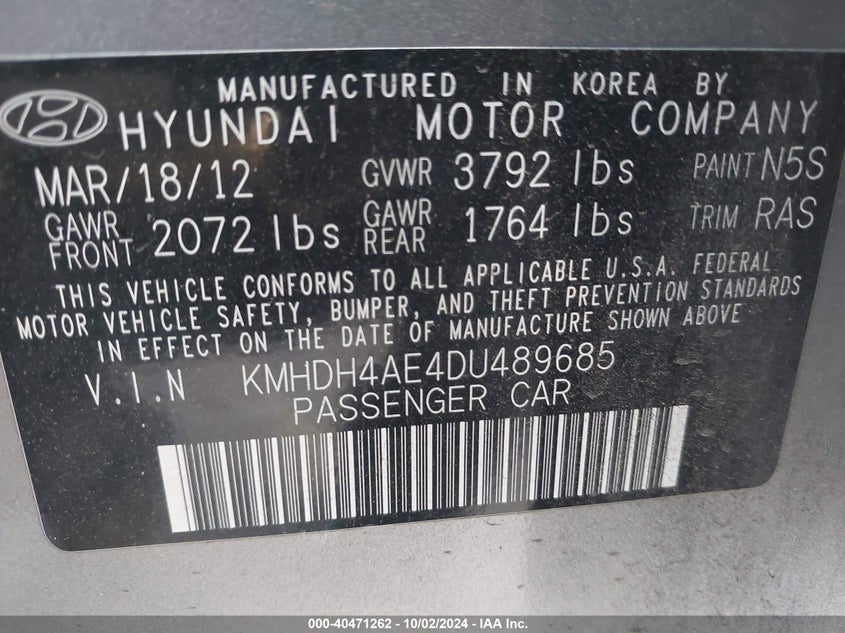 MANUFACTURED IN KOREA BY
HYUNDAI MOTOR COMPANY
MAR/18/12 GVWR 3792 lbs PAINT N5S
GAWR FRONT 2072 lbs GAWR REAR 1764 lbs TRIM RAS
THIS VEHICLE CONFORMS TO ALL APPLICABLE U.S.A. FEDERAL
MOTOR VEHICLE SAFETY, BUMPER, AND THEFT PREVENTION STANDARDS
IN EFFECT ON THE DATE OF MANUFACTURE SHOWN ABOVE
V.I.N KMHDH4AE4DU489685
PASSENGER CAR
000-40471262 - 10/02/2024 - IAA Inc.